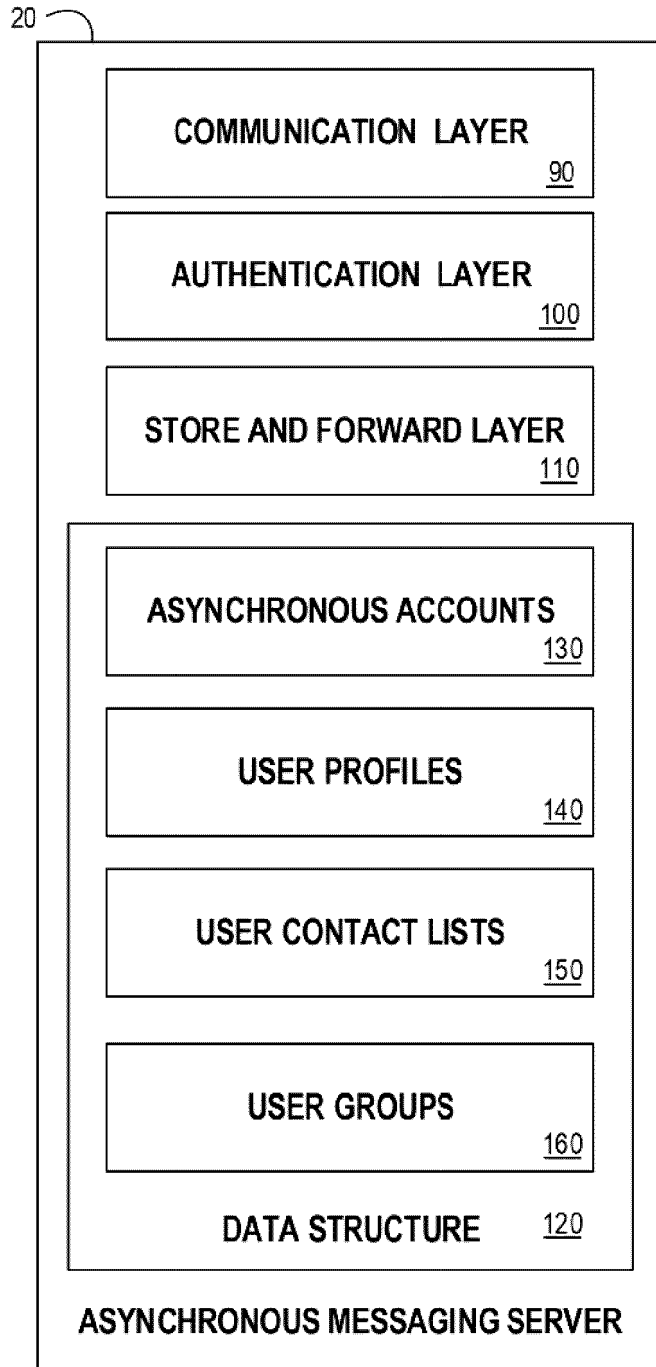 20
COMMUNICATION LAYER
90
AUTHENTICATION LAYER
100
STORE AND FORWARD LAYER
110
ASYNCHRONOUS ACCOUNTS
130
USER PROFILES
140
USER CONTACT LISTS
150
USER GROUPS
160
DATA STRUCTURE 120
ASYNCHRONOUS MESSAGING SERVER